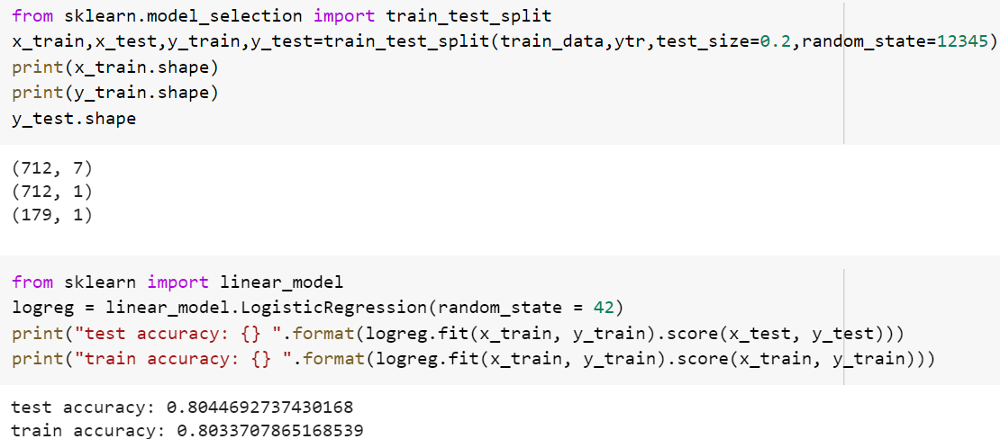 from sklearn.model_selection import train_test_split
x_train,x_test,y_train,y_test=train_test_split(train_data,ytr,test_size=0.2,random_state=12345)
print(x_train.shape)
print(y_train.shape)
y_test.shape
(712, 7)
(712, 1)
(179, 1)
from sklearn import linear_model
logreg = linear_model.LogisticRegression(random_state = 42)
print("test accuracy: {} ".format(logreg.fit(x_train, y_train).score(x_test, y_test)))
print("train accuracy: {} ".format(logreg.fit(x_train, y_train).score(x_train, y_train)))
test accuracy: 0.8044692737430168
train accuracy: 0.8033707865168539